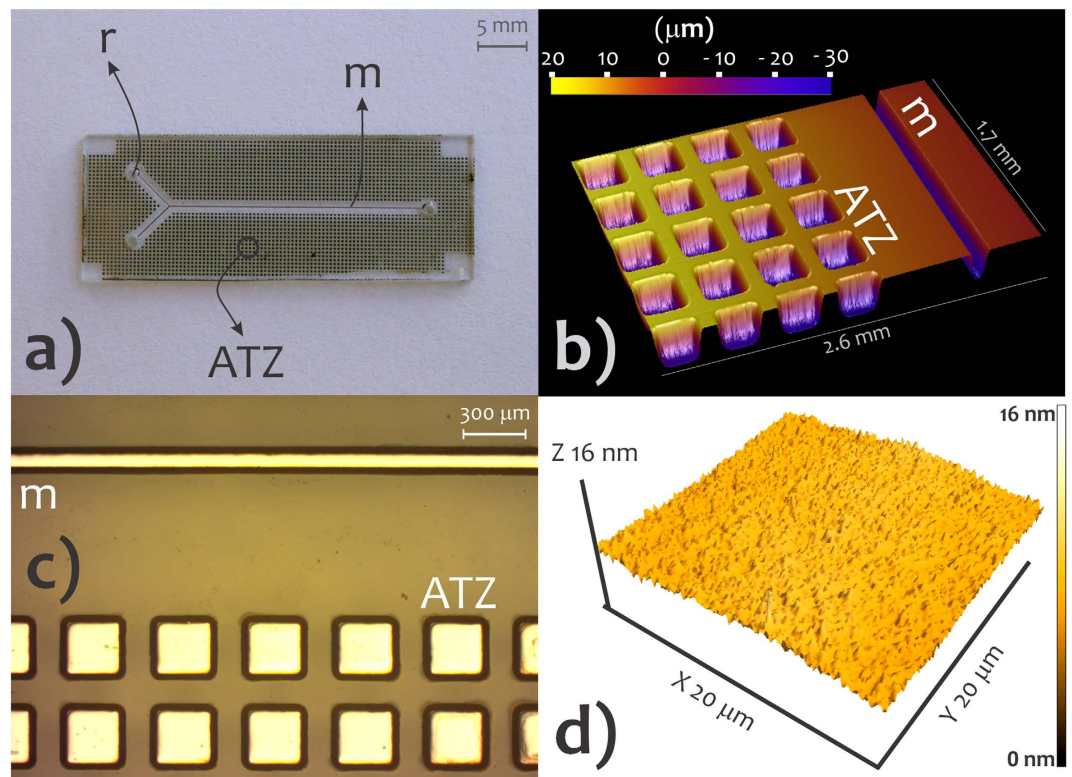 r
m
5 mm
ATZ
a)
(μm)
20 10 0 -10 -20 -30
m
1.7 mm
ATZ
2.6 mm
b)
300 μm
m
c)
ATZ
16 nm
Z 16 nm
X 20 μm
Y 20 μm
d)
0 nm